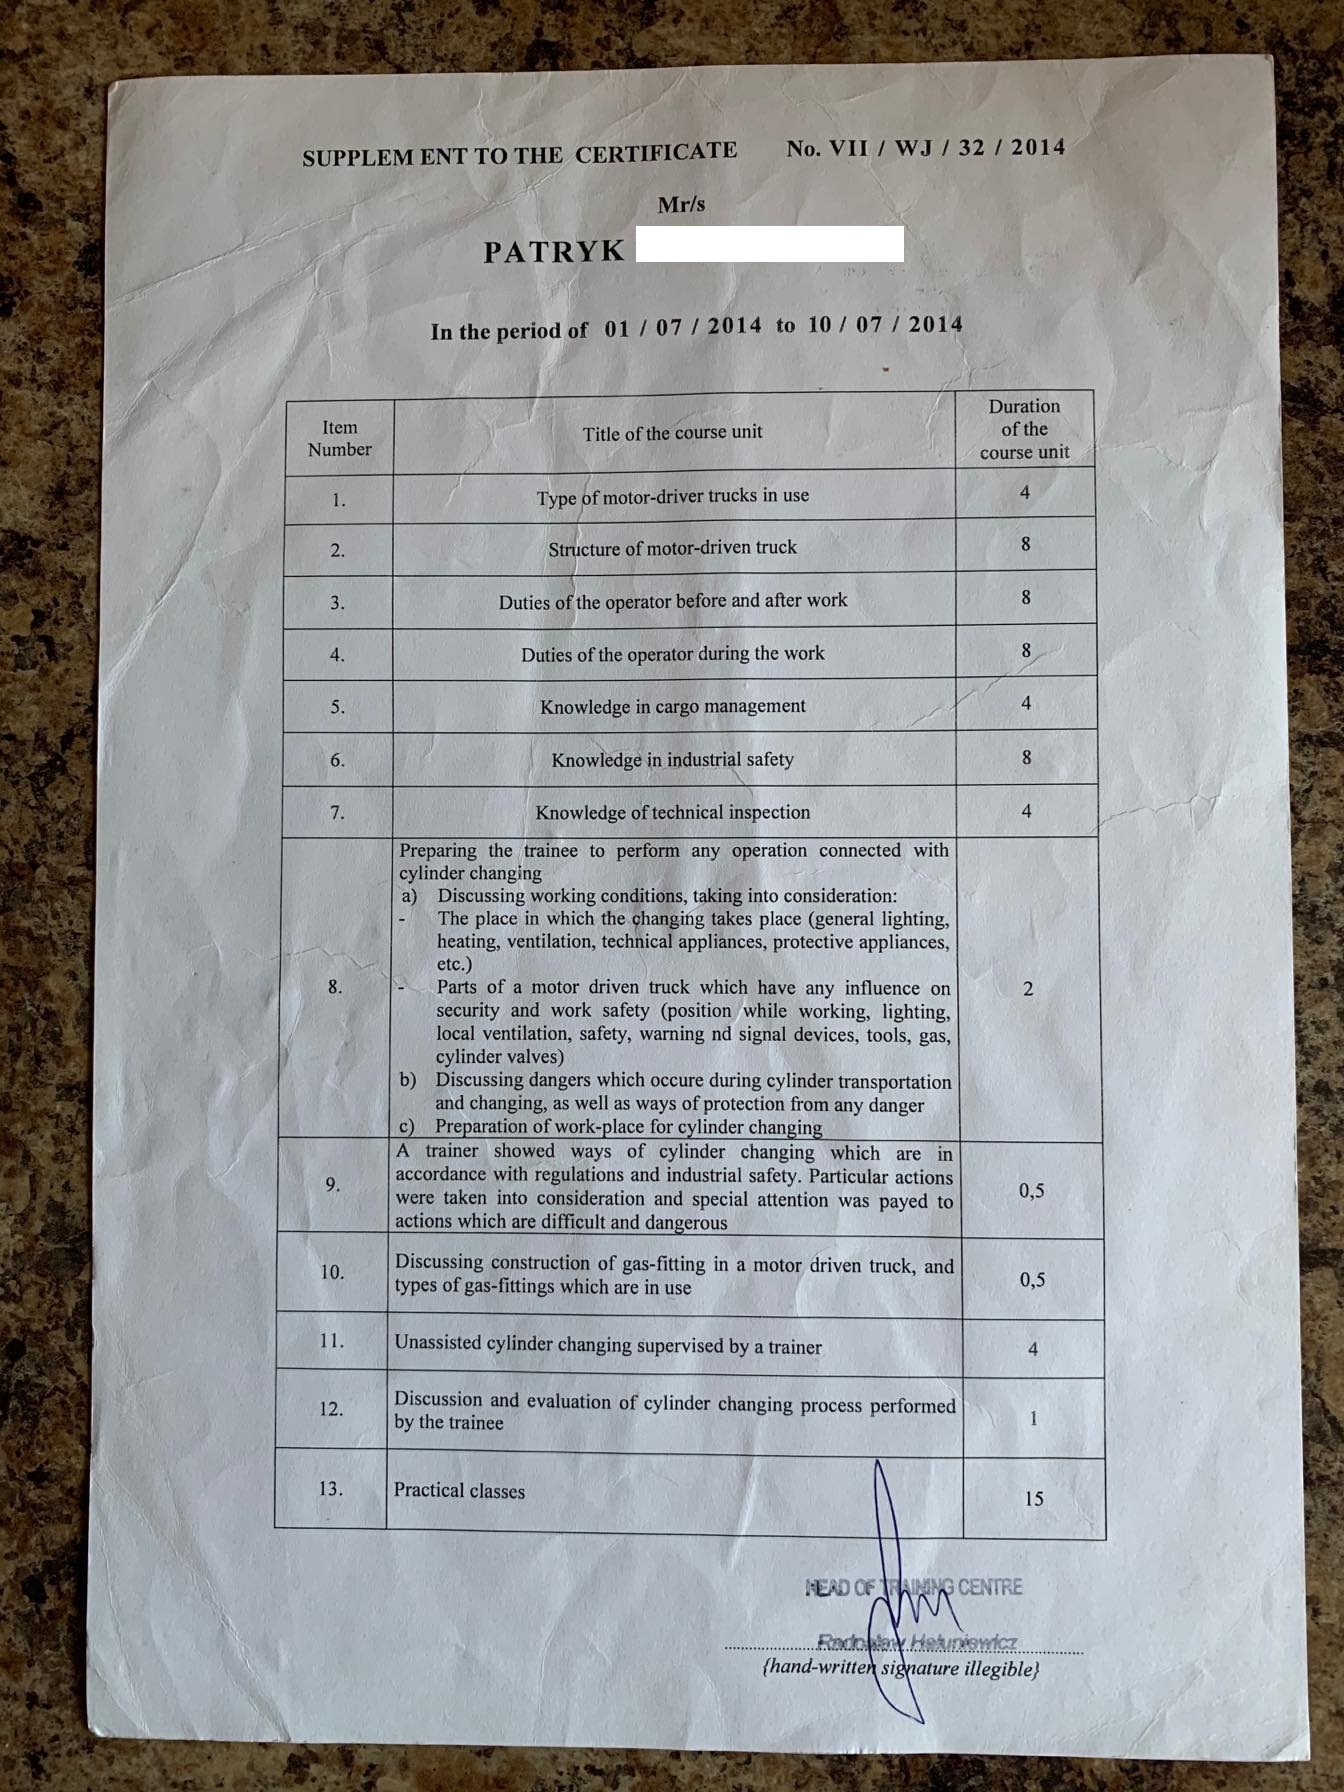 SUPPLEM ENT TO THE CERTIFICATE No. VII / WJ / 32 / 2014
Mr/s
PATRYK
In the period of 01 / 07 / 2014 to 10 / 07 / 2014
Item Number
Title of the course unit
Duration of the course unit
1. Type of motor-driver trucks in use 4
2. Structure of motor-driven truck 8
3. Duties of the operator before and after work 8
4. Duties of the operator during the work 8
5. Knowledge in cargo management 4
6. Knowledge in industrial safety 8
7. Knowledge of technical inspection 4
8.
Preparing the trainee to perform any operation connected with
cylinder changing
a) Discussing working conditions, taking into consideration:
- The place in which the changing takes place (general lighting,
heating, ventilation, technical appliances, protective appliances,
etc.)
- Parts of a motor driven truck which have any influence on
security and work safety (position while working, lighting,
local ventilation, safety, warning nd signal devices, tools, gas,
cylinder valves)
b) Discussing dangers which occure during cylinder transportation
and changing, as well as ways of protection from any danger
c) Preparation of work-place for cylinder changing
2
9.
A trainer showed ways of cylinder changing which are in
accordance with regulations and industrial safety. Particular actions
were taken into consideration and special attention was payed to
actions which are difficult and dangerous
0,5
10.
Discussing construction of gas-fitting in a motor driven truck, and
types of gas-fittings which are in use
0,5
11. Unassisted cylinder changing supervised by a trainer 4
12.
Discussion and evaluation of cylinder changing process performed
by the trainee
1
13. Practical classes 15
HEAD OF TRAINING CENTRE
Radosław Hełuniewicz
{hand-written signature illegible}